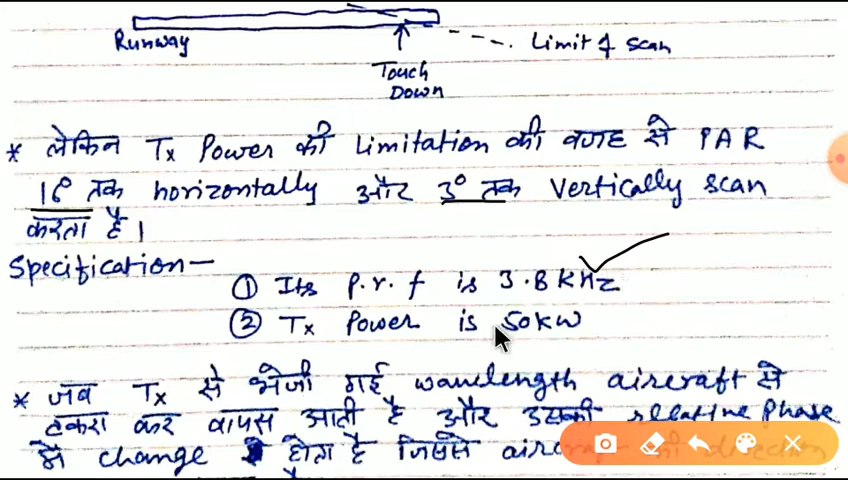 Runway
Limit of scan
Touch
Down
* लेकिन Tx Power की limitation की वजह से PAR
16° तक horizontally और 3° तक vertically scan
करता है।
Specification—
① Its p.r.f is 3.8 KHz
② Tx Power is 50KW
* जब Tx से भेजी गई wavelength aircraft से
टकरा कर वापस आती है और उसकी relative phase
में change होता है जिससे